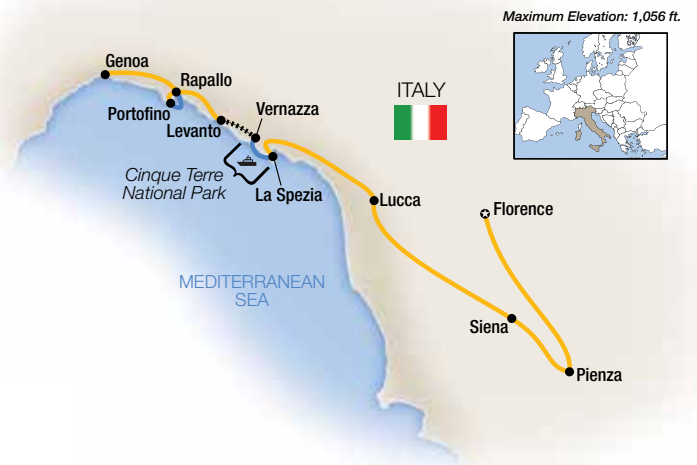 Maximum Elevation: 1,056 ft.
Genoa
Rapallo
ITALY
Portofino
Vernazza
Levanto
Cinque Terre
National Park
La Spezia
Lucca
Florence
MEDITERRANEAN
SEA
Siena
Pienza